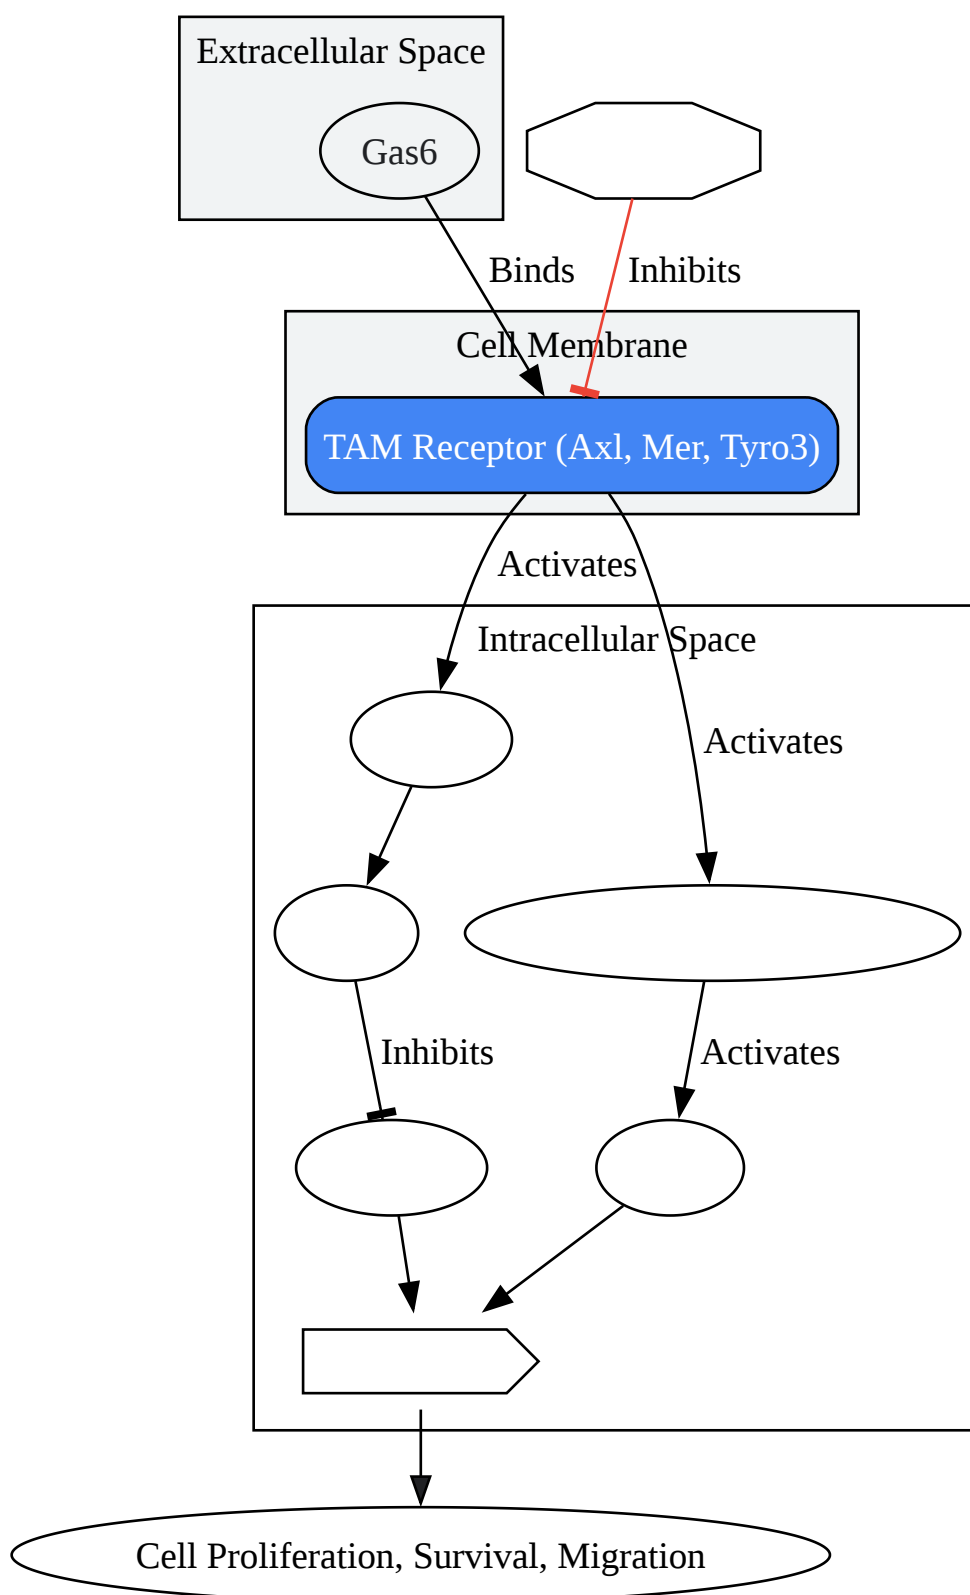 Extracellular Space
Gas6
Binds
Inhibits
Cell Membrane
TAM Receptor (Axl, Mer, Tyro3)
Activates
Intracellular Space
Activates
Inhibits
Activates
Cell Proliferation, Survival, Migration